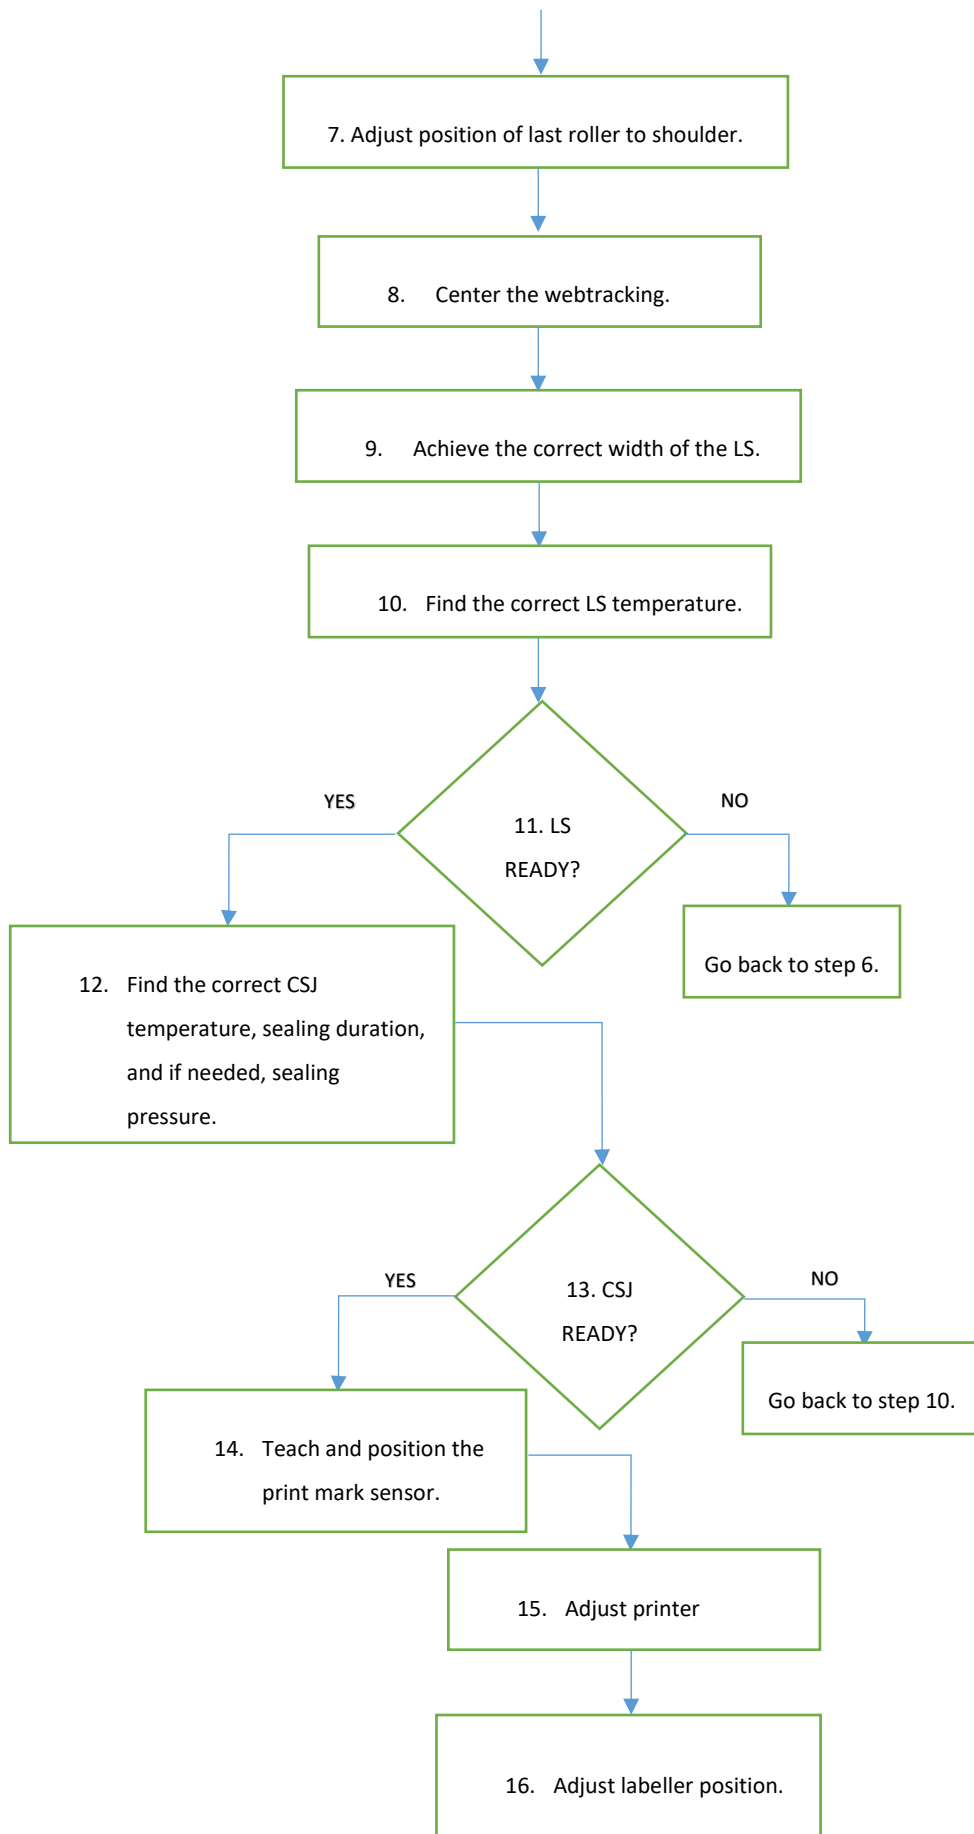 7. Adjust position of last roller to shoulder.
8. Center the webtracking.
9. Achieve the correct width of the LS.
10. Find the correct LS temperature.
YES
NO
11. LS
READY?
Go back to step 6.
12. Find the correct CSJ
temperature, sealing duration,
and if needed, sealing
pressure.
YES
NO
13. CSJ
READY?
Go back to step 10.
14. Teach and position the
print mark sensor.
15. Adjust printer
16. Adjust labeller position.